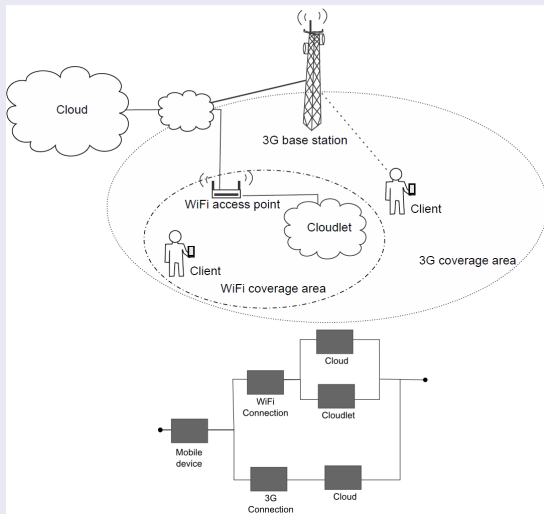 Cloud
3G base station
WiFi access point
Client
Cloudlet
Client
3G coverage area
WiFi coverage area
Cloud
WiFi
Connection
Cloudlet
Mobile
device
3G
Connection
Cloud